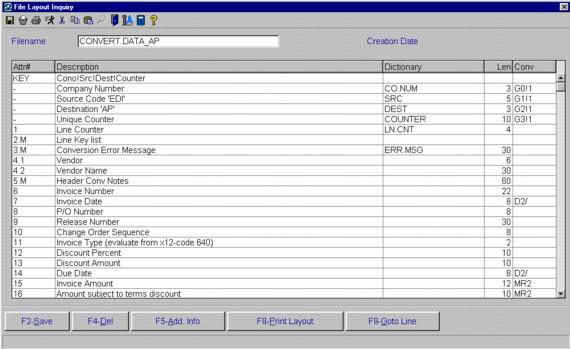 File Layout Inquiry
Filename CONVERT.DATA_AP Creation Date
Attr# Description Dictionary Len Conv
KEY Cono!Src!Dest!Counter
- Company Number CO.NUM 3 G0!1
- Source Code 'EDI' SRC 5 G1!1
- Destination 'AP' DEST 3 G2!1
- Unique Counter COUNTER 10 G3!1
1 Line Counter LN.CNT 4
2.M Line Key list
3.M Conversion Error Message ERR.MSG 30
4.1 Vendor 6
4.2 Vendor Name 30
5.M Header Conv Notes 60
6 Invoice Number 22
7 Invoice Date 8 D2/
8 P/O Number 8
9 Release Number 30
10 Change Order Sequence 8
11 Invoice Type (evaluate from x12-code 640) 2
12 Discount Percent 10
13 Discount Amount 10
14 Due Date 8 D2/
15 Invoice Amount 12 MR2
16 Amount subject to terms discount 10 MR2
F2-Save F4-Del F5-Add. Info F8-Print Layout F9-Goto Line